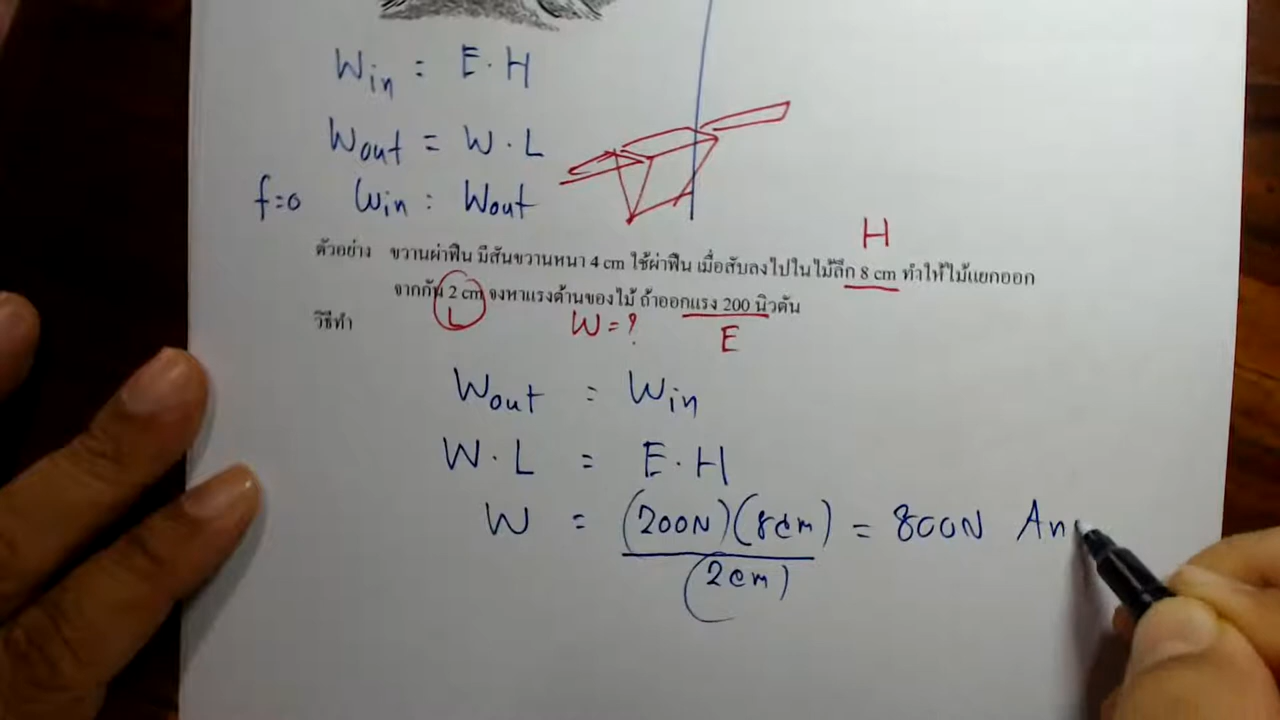 Win = E·H
Wout = W·L
f=0 Win = Wout
H
ตัวอย่าง ขวานผ่าฟืน มีสันขวานหนา 4 cm ใช้ผ่าฟืน เมื่อสับลงไปในไม้ลึก 8 cm ทำให้ไม้แยกออก
จากกัน 2 cm จงหาแรงต้านของไม้ ถ้าออกแรง 200 นิวตัน
L W=? E
วิธีทำ
Wout = Win
W·L = E·H
W = (200N)(8cm) = 800N An
(2cm)